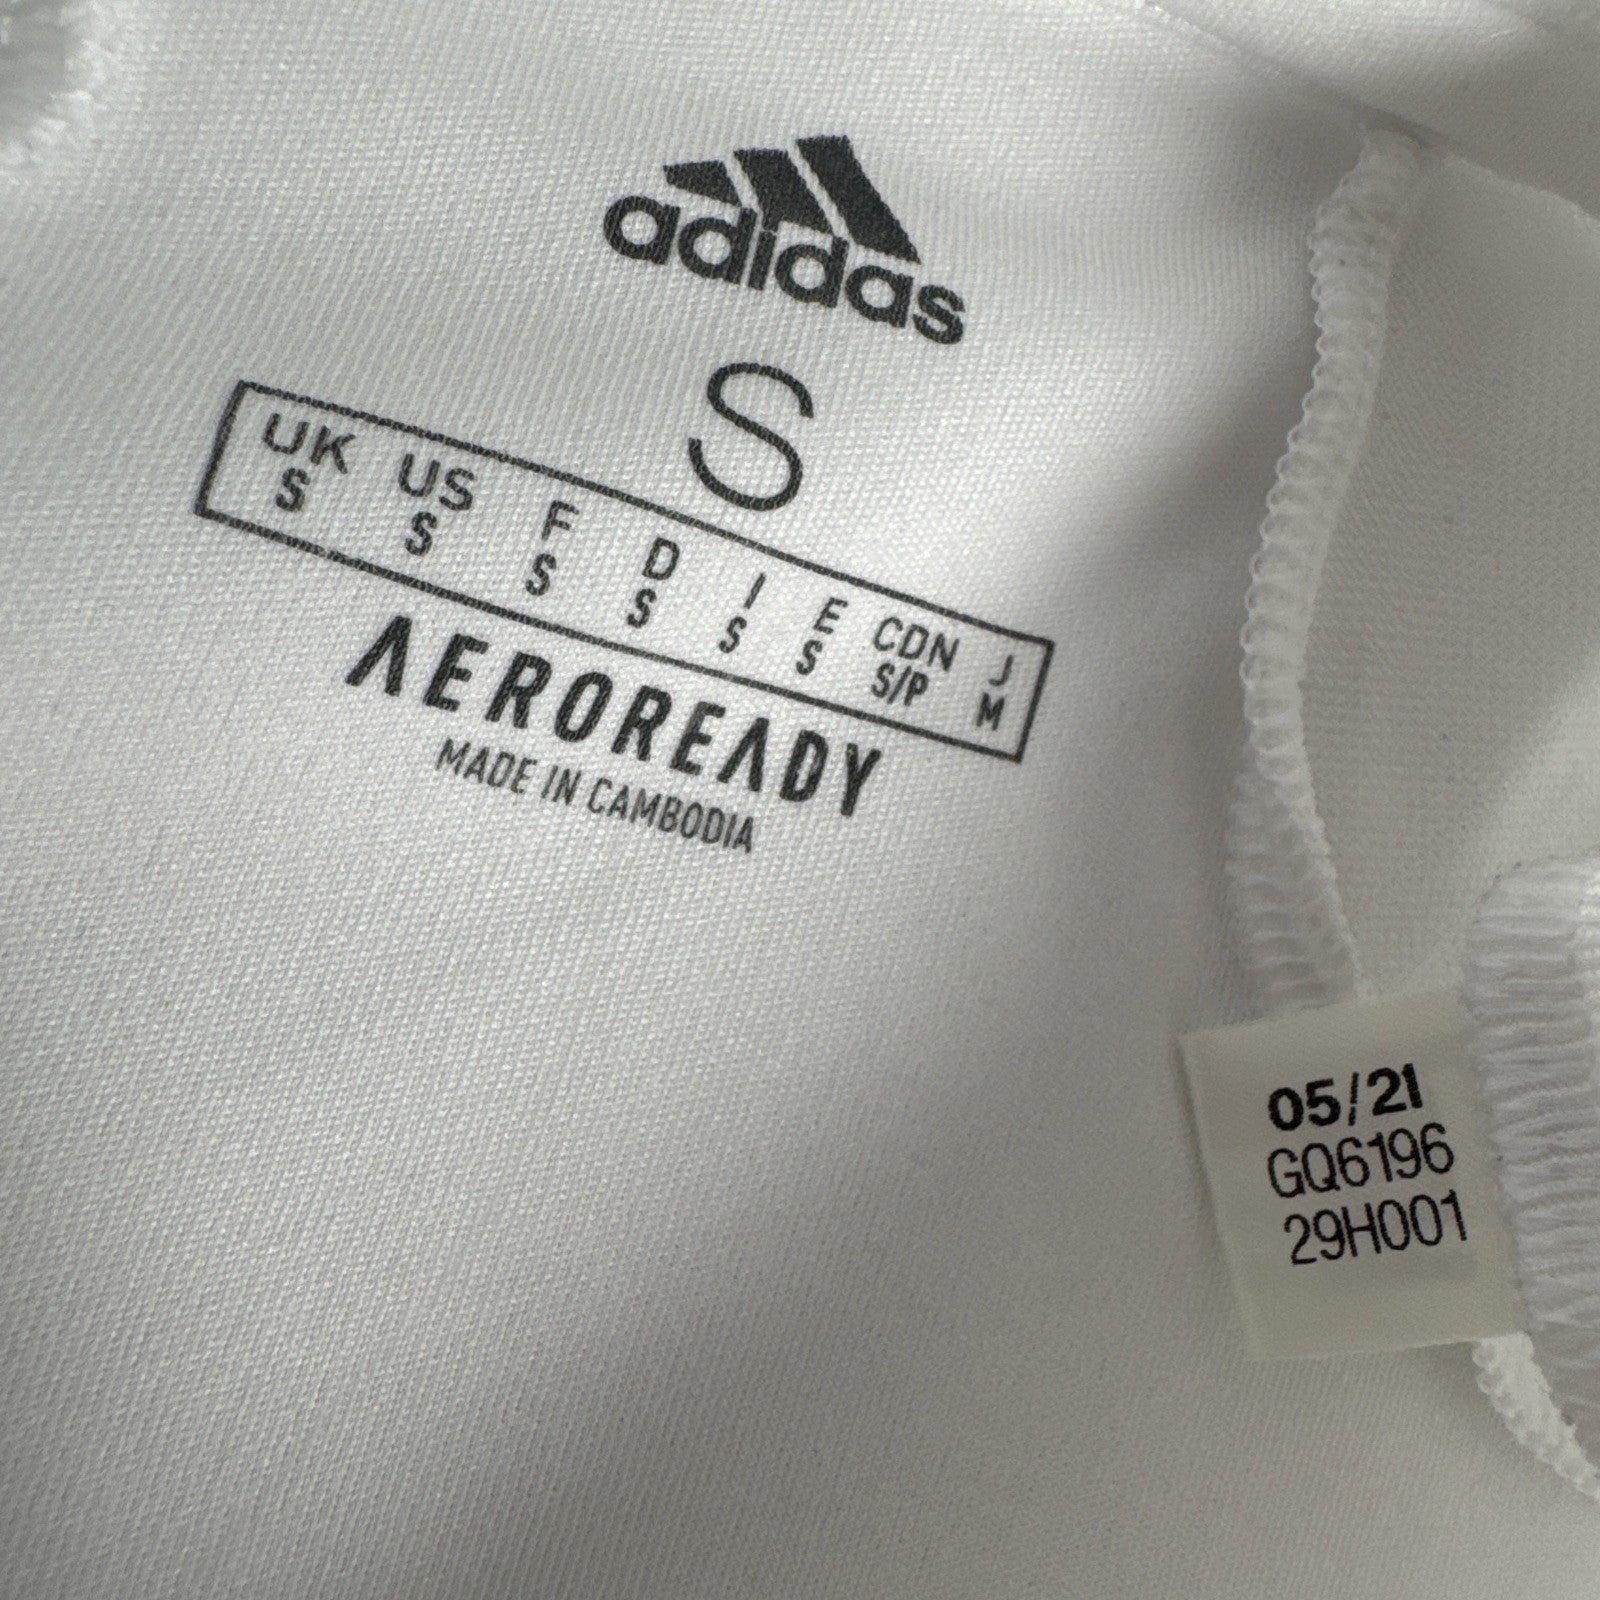 adidas
S
UK US F D I E CDN J
S S S S S S S/P M
AEROREADY
MADE IN CAMBODIA
05/21
GQ6196
29H001